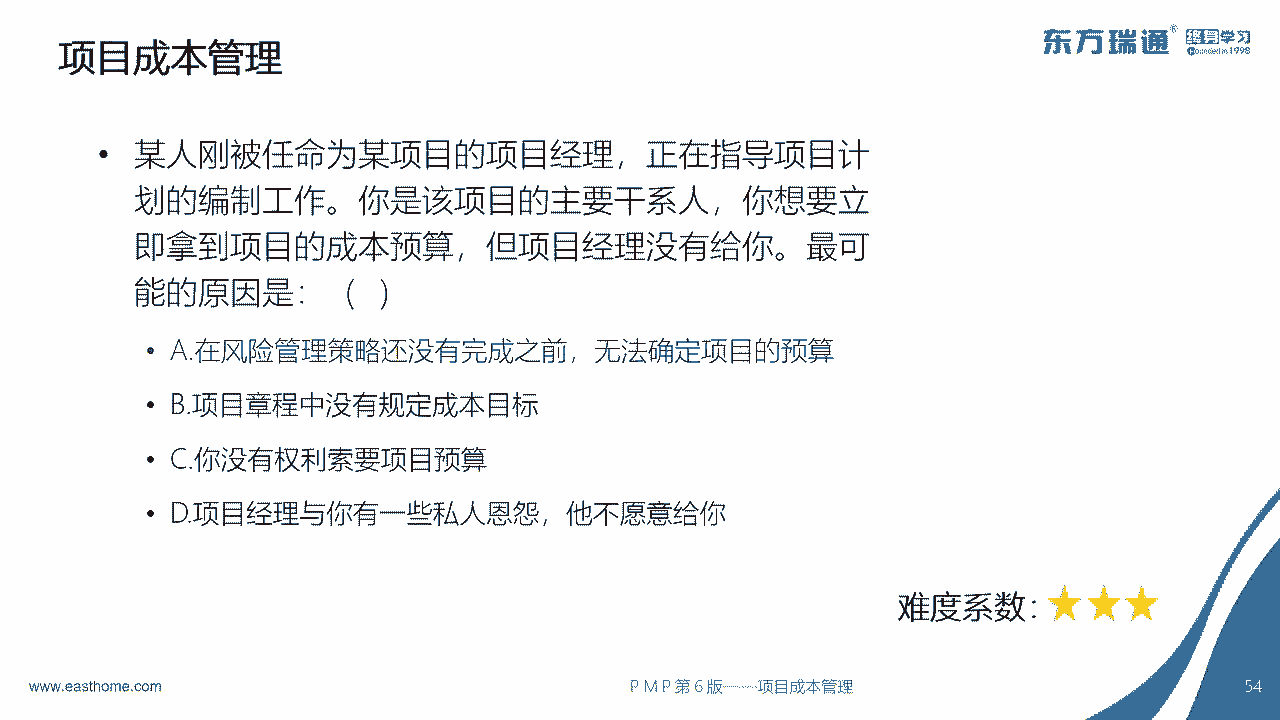 项目成本管理
东方瑞通® 终身学习
Founded in 1998
• 某人刚被任命为某项目的项目经理，正在指导项目计
划的编制工作。你是该项目的主要干系人，你想要立
即拿到项目的成本预算，但项目经理没有给你。最可
能的原因是：（ ）
• A.在风险管理策略还没有完成之前，无法确定项目的预算
• B.项目章程中没有规定成本目标
• C.你没有权利索要项目预算
• D.项目经理与你有一些私人恩怨，他不愿意给你
难度系数：★★★
www.easthome.com
PMP第6版——项目成本管理
54